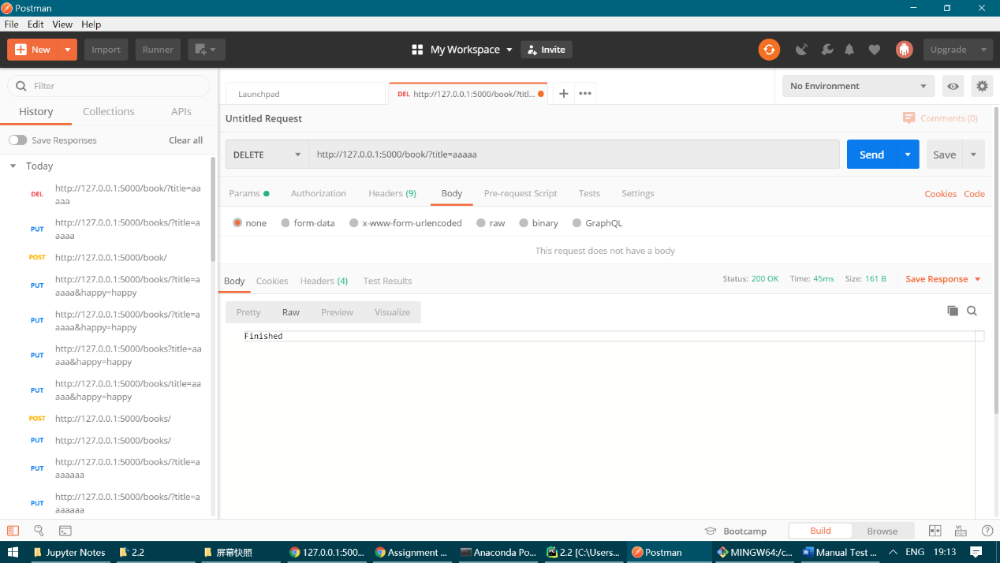 Postman
File Edit View Help
New Import Runner My Workspace Invite Upgrade
Filter
History Collections APIs
Save Responses Clear all
Today
DEL http://127.0.0.1:5000/book/?title=aa
aaa
PUT http://127.0.0.1:5000/books/?title=a
aaaa
POST http://127.0.0.1:5000/book/
PUT http://127.0.0.1:5000/books/?title=a
aaaa&happy=happy
PUT http://127.0.0.1:5000/books/?title=a
aaaa&happy=happy
PUT http://127.0.0.1:5000/books?title=aa
aaa&happy=happy
PUT http://127.0.0.1:5000/books/title=aa
aaa&happy=happy
POST http://127.0.0.1:5000/books/
PUT http://127.0.0.1:5000/books/
PUT http://127.0.0.1:5000/books/?title=a
aaaaaa
PUT http://127.0.0.1:5000/books/?title=a
aaaaaa
Launchpad DEL http://127.0.0.1:5000/book/?titl...
No Environment
Untitled Request Comments (0)
DELETE http://127.0.0.1:5000/book/?title=aaaaa Send Save
Params Authorization Headers (9) Body Pre-request Script Tests Settings Cookies Code
none form-data x-www-form-urlencoded raw binary GraphQL
This request does not have a body
Body Cookies Headers (4) Test Results Status: 200 OK Time: 45ms Size: 161 B Save Response
Pretty Raw Preview Visualize
Finished
Bootcamp Build Browse
Jupyter Notes 2.2 屏幕快照 127.0.0.1:500... Assignment ... Anaconda Po... 2.2 [C:\Users... Postman MINGW64:/c... Manual Test ... ENG 19:13